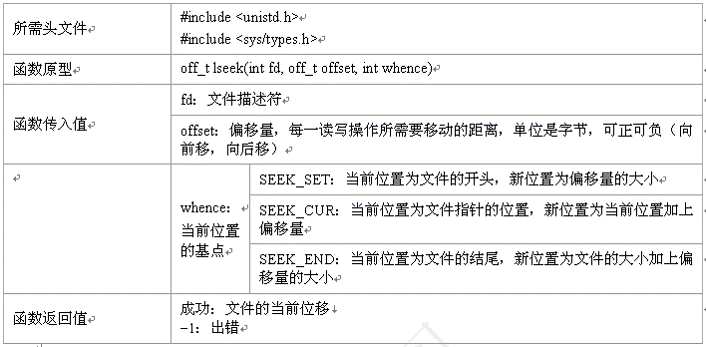 所需头文件
#include <unistd.h>
#include <sys/types.h>
函数原型
off_t lseek(int fd, off_t offset, int whence)
函数传入值
fd：文件描述符
offset：偏移量，每一读写操作所需要移动的距离，单位是字节，可正可负（向
前移，向后移）
whence：
当前位置
的基点
SEEK_SET：当前位置为文件的开头，新位置为偏移量的大小
SEEK_CUR：当前位置为文件指针的位置，新位置为当前位置加上
偏移量
SEEK_END：当前位置为文件的结尾，新位置为文件的大小加上偏
移量的大小
函数返回值
成功：文件的当前位移
−1：出错